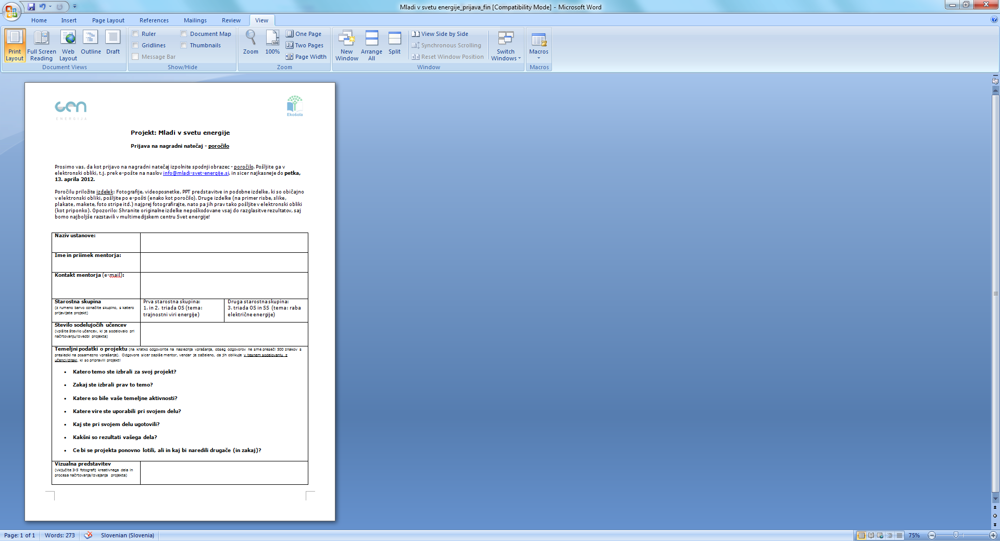 Mladi v svetu energije_prijava_fin [Compatibility Mode] - Microsoft Word
Home Insert Page Layout References Mailings Review View
Print Layout
Full Screen Reading
Web Layout
Outline
Draft
Document Views
Ruler
Gridlines
Message Bar
Document Map
Thumbnails
Show/Hide
Zoom
100%
One Page
Two Pages
Page Width
Zoom
New Window
Arrange All
Split
View Side by Side
Synchronous Scrolling
Reset Window Position
Switch Windows
Window
Macros
Macros
gen
ENERGIJA
Ekošola
Projekt: Mladi v svetu energije
Prijava na nagradni natečaj - poročilo
Prosimo vas, da kot prijavo na nagradni natečaj izpolnite spodnji obrazec - poročilo. Pošljite ga v
elektronski obliki, t.j. prek e-pošte na naslov info@mladi-svet-energije.si, in sicer najkasneje do petka,
13. aprila 2012.
Poročilu priložite izdelek: Fotografije, videoposnetke, PPT predstavitve in podobne izdelke, ki so običajno
v elektronski obliki, pošljite po e-pošti (enako kot poročilo). Druge izdelke (na primer risbe, slike,
plakate, makete, foto stripe itd.) najprej fotografirajte, nato pa jih prav tako pošljite v elektronski obliki
(kot priponko). Opozorilo: Shranite originalne izdelke nepoškodovane vsaj do razglasitve rezultatov, saj
bomo najboljše razstavili v multimedijskem centru Svet energije!
Naziv ustanove:
Ime in priimek mentorja:
Kontakt mentorja (e-mail):
Starostna skupina
(z rumeno barvo označite skupino, s katero
prijavljate projekt)
Prva starostna skupina:
1. in 2. triada OS (tema:
trajnostni viri energije)
Druga starostna skupina:
3. triada OS in SS (tema: raba
električne energije)
Stevilo sodelujočih učencev
(vpišite število učencev, ki je sodelovalo pri
načrtovanju/izvedbi projekta)
Temeljni podatki o projektu (na kratko odgovorite na naslednja vprašanja, obseg odgovorov ne sme preseči 500 znakov s
presledki na posamezno vprašanje). Odgovore sicer zapiše mentor, vendar je zaželeno, da jih oblikuje v tesnem sodelovanju z
učenci/dijaki, ki so pripravili projekt!
• Katero temo ste izbrali za svoj projekt?
• Zakaj ste izbrali prav to temo?
• Katere so bile vaše temeljne aktivnosti?
• Katere vire ste uporabili pri svojem delu?
• Kaj ste pri svojem delu ugotovili?
• Kakšni so rezultati vašega dela?
• Ce bi se projekta ponovno lotili, ali in kaj bi naredili drugače (in zakaj)?
Vizualna predstavitev
(vključite 3-5 fotografij kreativnega dela in
procesa načrtovanja/izvajanja projekta)
Page: 1 of 1 Words: 273 Slovenian (Slovenia) 75%